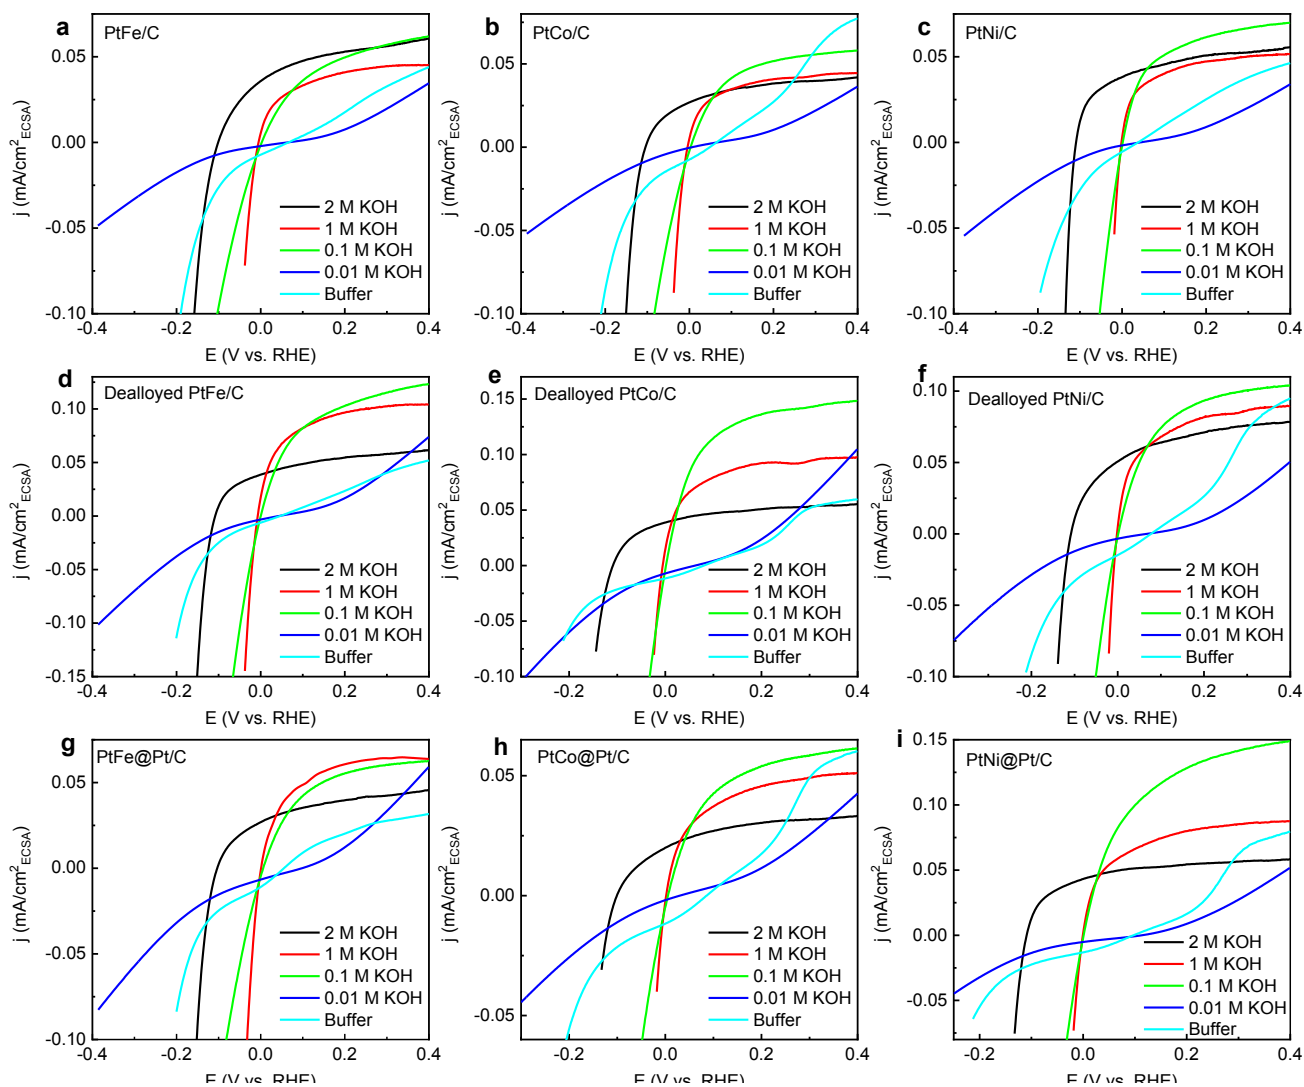 a
PtFe/C
0.05
0.00
-0.05
-0.10
-0.4
-0.2
0.0
0.2
0.4
j (mA/cm²ECSA)
E (V vs. RHE)
2 M KOH
1 M KOH
0.1 M KOH
0.01 M KOH
Buffer
b
PtCo/C
0.05
0.00
-0.05
-0.10
-0.4
-0.2
0.0
0.2
0.4
j (mA/cm²ECSA)
E (V vs. RHE)
2 M KOH
1 M KOH
0.1 M KOH
0.01 M KOH
Buffer
c
PtNi/C
0.05
0.00
-0.05
-0.10
-0.4
-0.2
0.0
0.2
0.4
j (mA/cm²ECSA)
E (V vs. RHE)
2 M KOH
1 M KOH
0.1 M KOH
0.01 M KOH
Buffer
d
Dealloyed PtFe/C
0.10
0.05
0.00
-0.05
-0.10
-0.15
-0.4
-0.2
0.0
0.2
0.4
j (mA/cm²ECSA)
E (V vs. RHE)
2 M KOH
1 M KOH
0.1 M KOH
0.01 M KOH
Buffer
e
Dealloyed PtCo/C
0.15
0.10
0.05
0.00
-0.05
-0.10
-0.2
0.0
0.2
0.4
j (mA/cm²ECSA)
E (V vs. RHE)
2 M KOH
1 M KOH
0.1 M KOH
0.01 M KOH
Buffer
f
Dealloyed PtNi/C
0.10
0.05
0.00
-0.05
-0.10
-0.2
0.0
0.2
0.4
j (mA/cm²ECSA)
E (V vs. RHE)
2 M KOH
1 M KOH
0.1 M KOH
0.01 M KOH
Buffer
g
PtFe@Pt/C
0.05
0.00
-0.05
-0.10
-0.4
-0.2
0.0
0.2
0.4
j (mA/cm²ECSA)
E (V vs. RHE)
2 M KOH
1 M KOH
0.1 M KOH
0.01 M KOH
Buffer
h
PtCo@Pt/C
0.05
0.00
-0.05
-0.2
0.0
0.2
0.4
j (mA/cm²ECSA)
E (V vs. RHE)
2 M KOH
1 M KOH
0.1 M KOH
0.01 M KOH
Buffer
i
PtNi@Pt/C
0.15
0.10
0.05
0.00
-0.05
-0.2
0.0
0.2
0.4
j (mA/cm²ECSA)
E (V vs. RHE)
2 M KOH
1 M KOH
0.1 M KOH
0.01 M KOH
Buffer